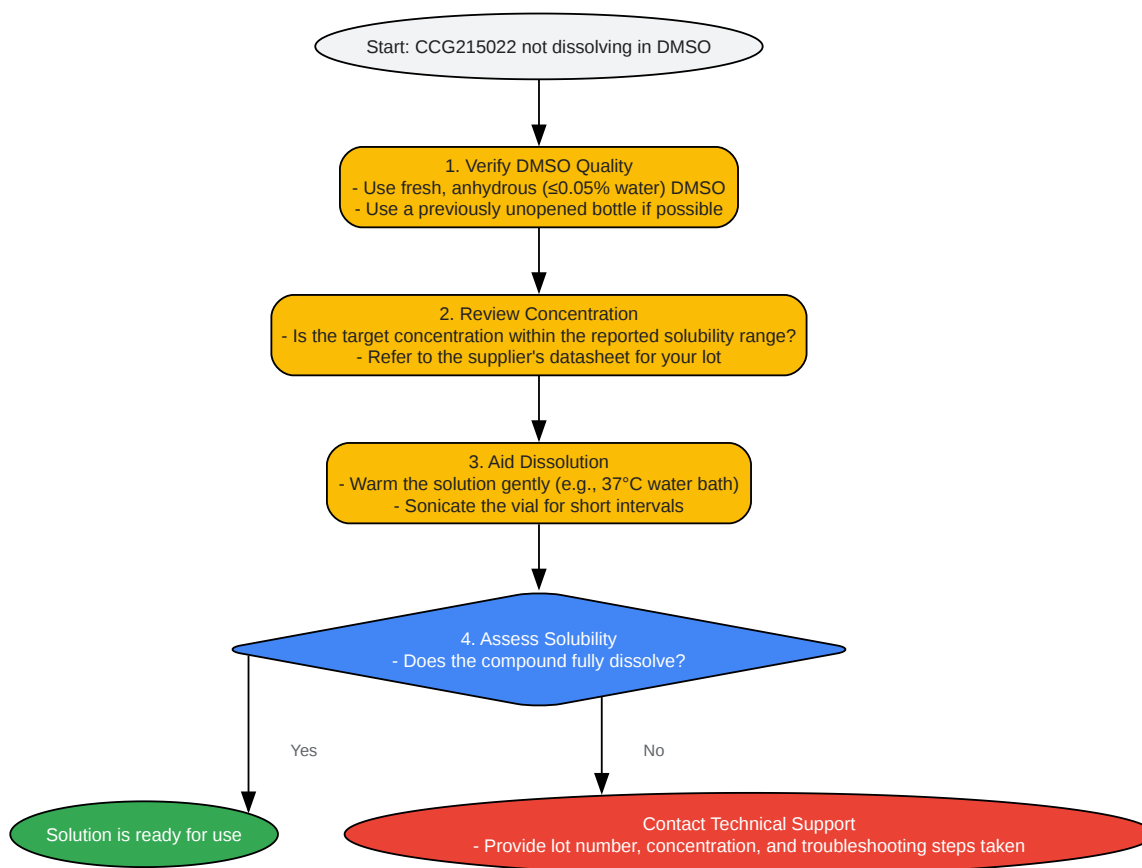 Start: CCG215022 not dissolving in DMSO
1. Verify DMSO Quality
- Use fresh, anhydrous (≤0.05% water) DMSO
- Use a previously unopened bottle if possible
2. Review Concentration
- Is the target concentration within the reported solubility range?
- Refer to the supplier's datasheet for your lot
3. Aid Dissolution
- Warm the solution gently (e.g., 37°C water bath)
- Sonicate the vial for short intervals
4. Assess Solubility
- Does the compound fully dissolve?
Yes
No
Solution is ready for use
Contact Technical Support
- Provide lot number, concentration, and troubleshooting steps taken